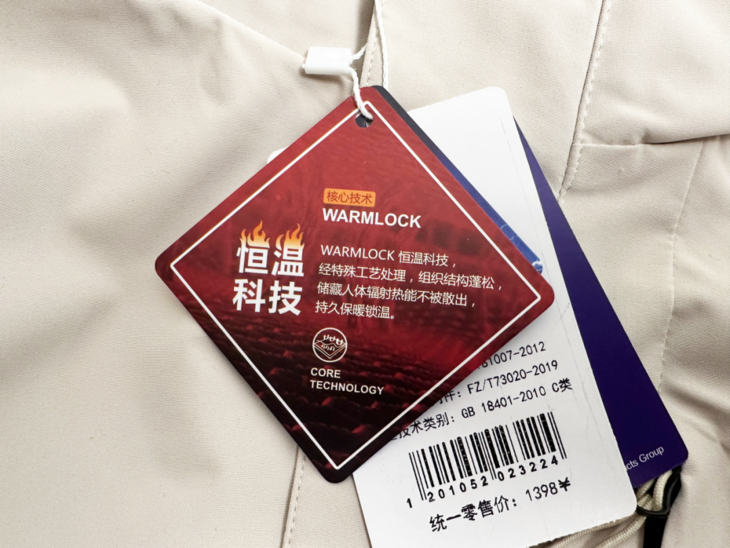 核心技术
WARMLOCK
恒温
科技
WARMLOCK 恒温科技，
经特殊工艺处理，组织结构蓬松，
储藏人体辐射热能不被散出，
持久保暖锁温。
CORE
TECHNOLOGY
1007-2012
FZ/T73020-2019
技术类别: GB 18401-2010 C类
1 201052 023224
统一零售价: 1398¥
cts Group